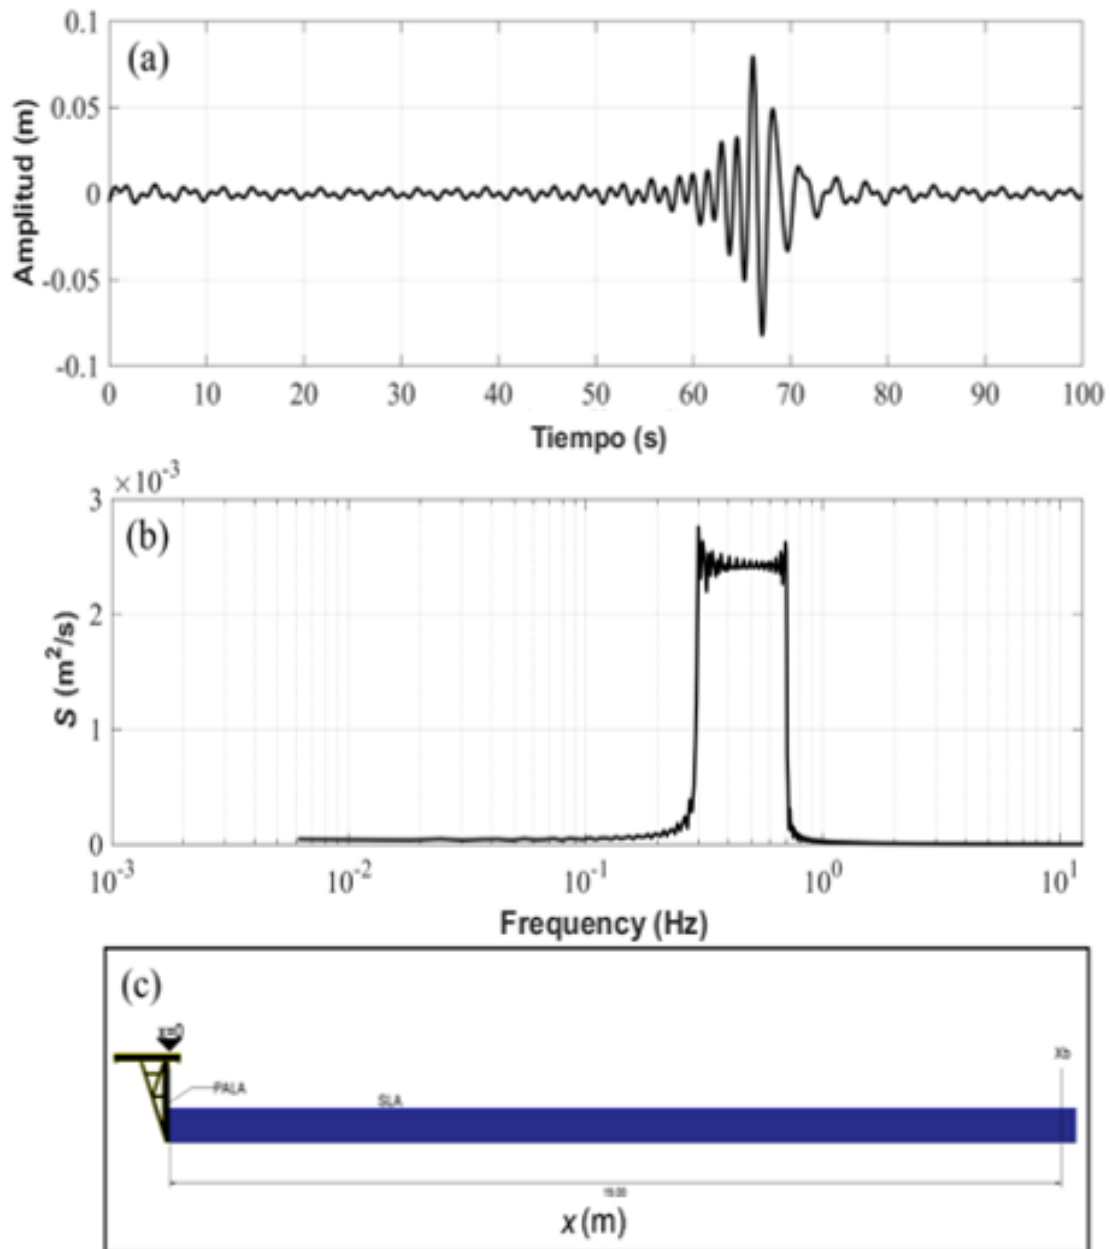 0.1
(a)
0.05
0
-0.05
-0.1
Amplitud (m)
0 10 20 30 40 50 60 70 80 90 100
Tiempo (s)
×10⁻³
3
(b)
2
1
0
S (m²/s)
10⁻³ 10⁻² 10⁻¹ 10⁰ 10¹
Frequency (Hz)
(c)
x=0
Xb
PALA
SLA
19.00
x (m)